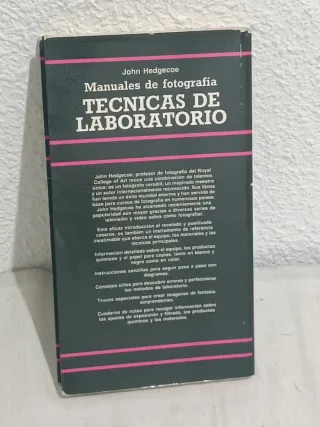 John Hedgecoe
Manuales de fotografía
TECNICAS DE
LABORATORIO
John Hedgecoe, profesor de fotografía del Royal
College of Art reúne una combinación de talentos
única: es un fotógrafo versátil, un inspirado maestro
y un autor internacionalmente reconocido. Sus libros
han tenido un éxito mundial enorme y han servido de
base para cursos de fotografía en numerosos países.
John Hedgecoe ha alcanzado recientemente una
popularidad aún mayor gracias a diversas series de
televisión y vídeo sobre cómo fotografiar.
Esta eficaz introducción al revelado y positivado
caseros, es también un instrumento de referencia
inestimable que abarca el equipo, los materiales y las
técnicas principales.
Información detallada sobre el equipo, los productos
químicos y el papel para copias, tanto en blanco y
negro como en color.
Instrucciones sencillas para seguir paso a paso con
diagramas.
Consejos útiles para descubrir errores y perfeccionar
los métodos de laboratorio.
Trucos especiales para crear imágenes de fantasía
sorprendentes.
Cuaderno de notas para recoger información sobre
los ajustes de exposición y filtrado, los productos
químicos y los materiales.